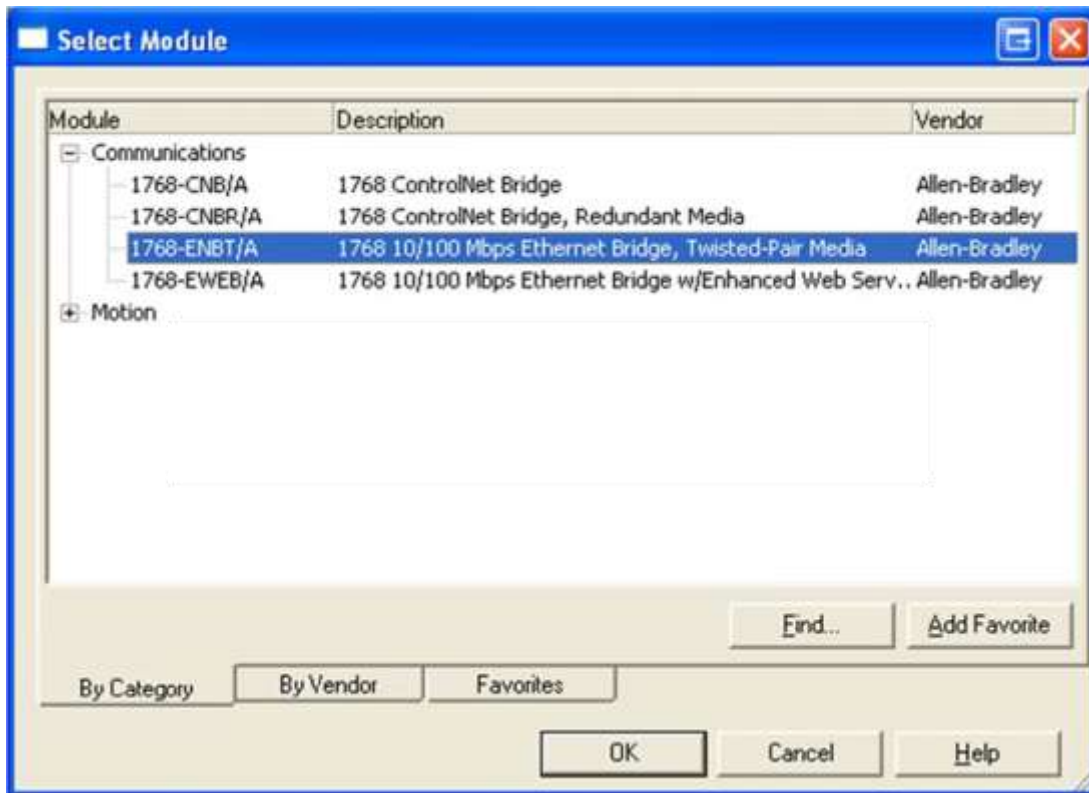 Select Module
Module Description Vendor
Communications
1768-CNB/A 1768 ControlNet Bridge Allen-Bradley
1768-CNBR/A 1768 ControlNet Bridge, Redundant Media Allen-Bradley
1768-ENBT/A 1768 10/100 Mbps Ethernet Bridge, Twisted-Pair Media Allen-Bradley
1768-EWEB/A 1768 10/100 Mbps Ethernet Bridge w/Enhanced Web Serv.. Allen-Bradley
Motion
Find... Add Favorite
By Category By Vendor Favorites
OK Cancel Help